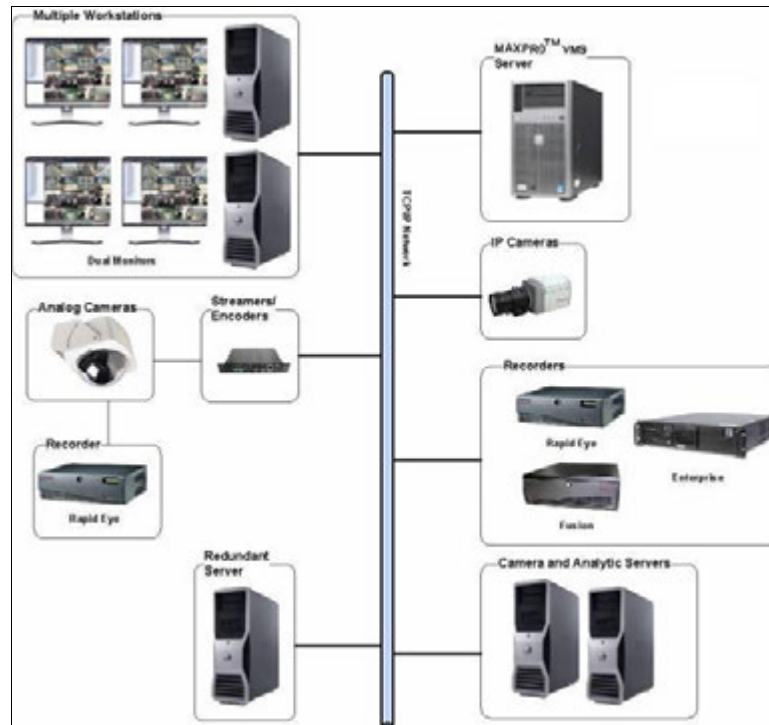 Multiple Workstations
Dual Monitors
MAXPRO™ VMS
Server
TCP/IP Network
IP Cameras
Analog Cameras
Streamers/
Encoders
Recorder
Rapid Eye
Recorders
Rapid Eye
Enterprise
Fusion
Redundant
Server
Camera and Analytic Servers